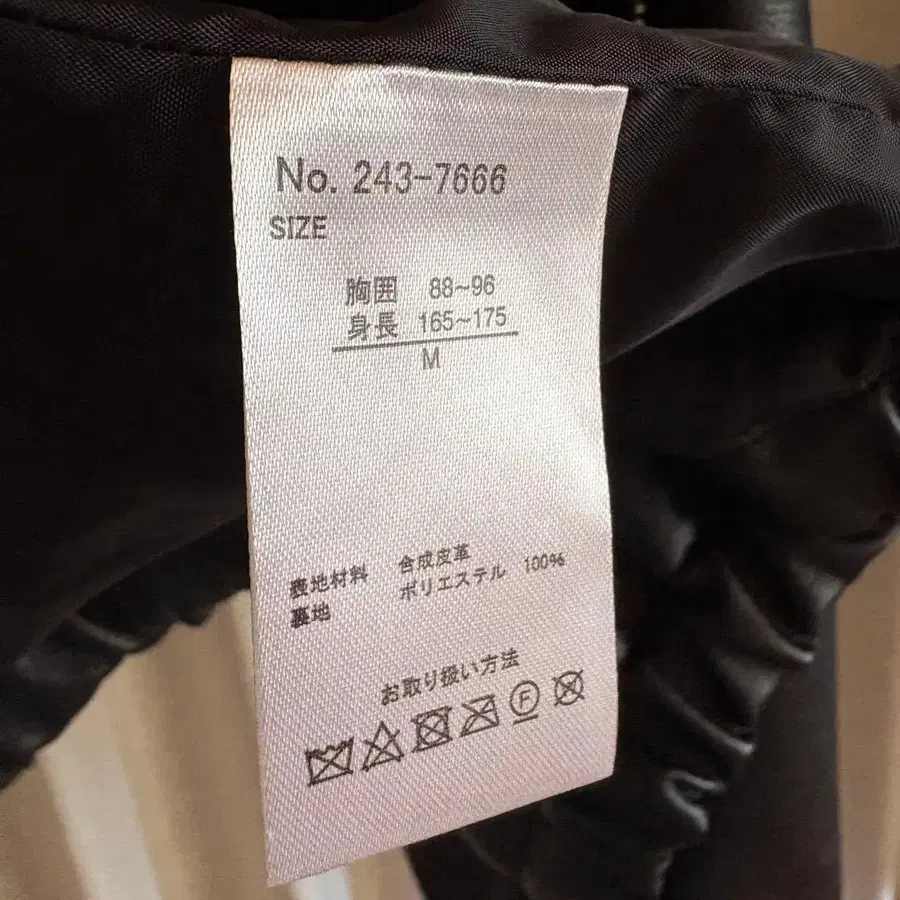 No. 243-7666
SIZE
胸囲 88~96
身長 165~175
M
表地材料 合成皮革
裏地 ポリエステル 100%
お取り扱い方法
F